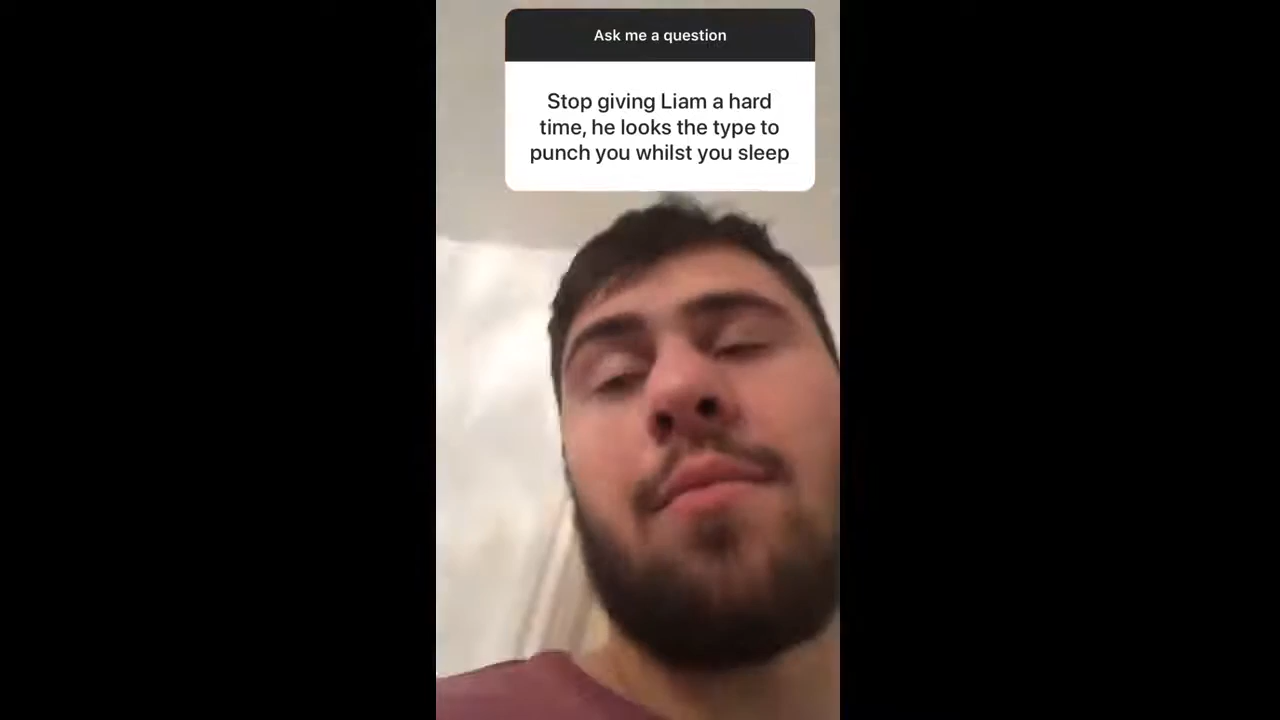 Ask me a question
Stop giving Liam a hard
time, he looks the type to
punch you whilst you sleep